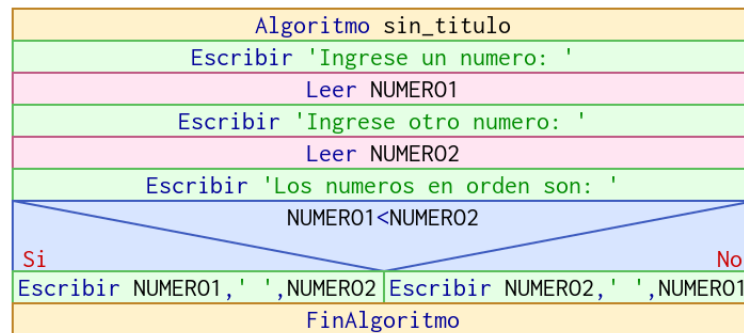 Algoritmo sin_titulo
Escribir 'Ingrese un numero: '
Leer NUMERO1
Escribir 'Ingrese otro numero: '
Leer NUMERO2
Escribir 'Los numeros en orden son: '
NUMERO1<NUMERO2
Si No
Escribir NUMERO1,' ',NUMERO2 Escribir NUMERO2,' ',NUMERO1
FinAlgoritmo